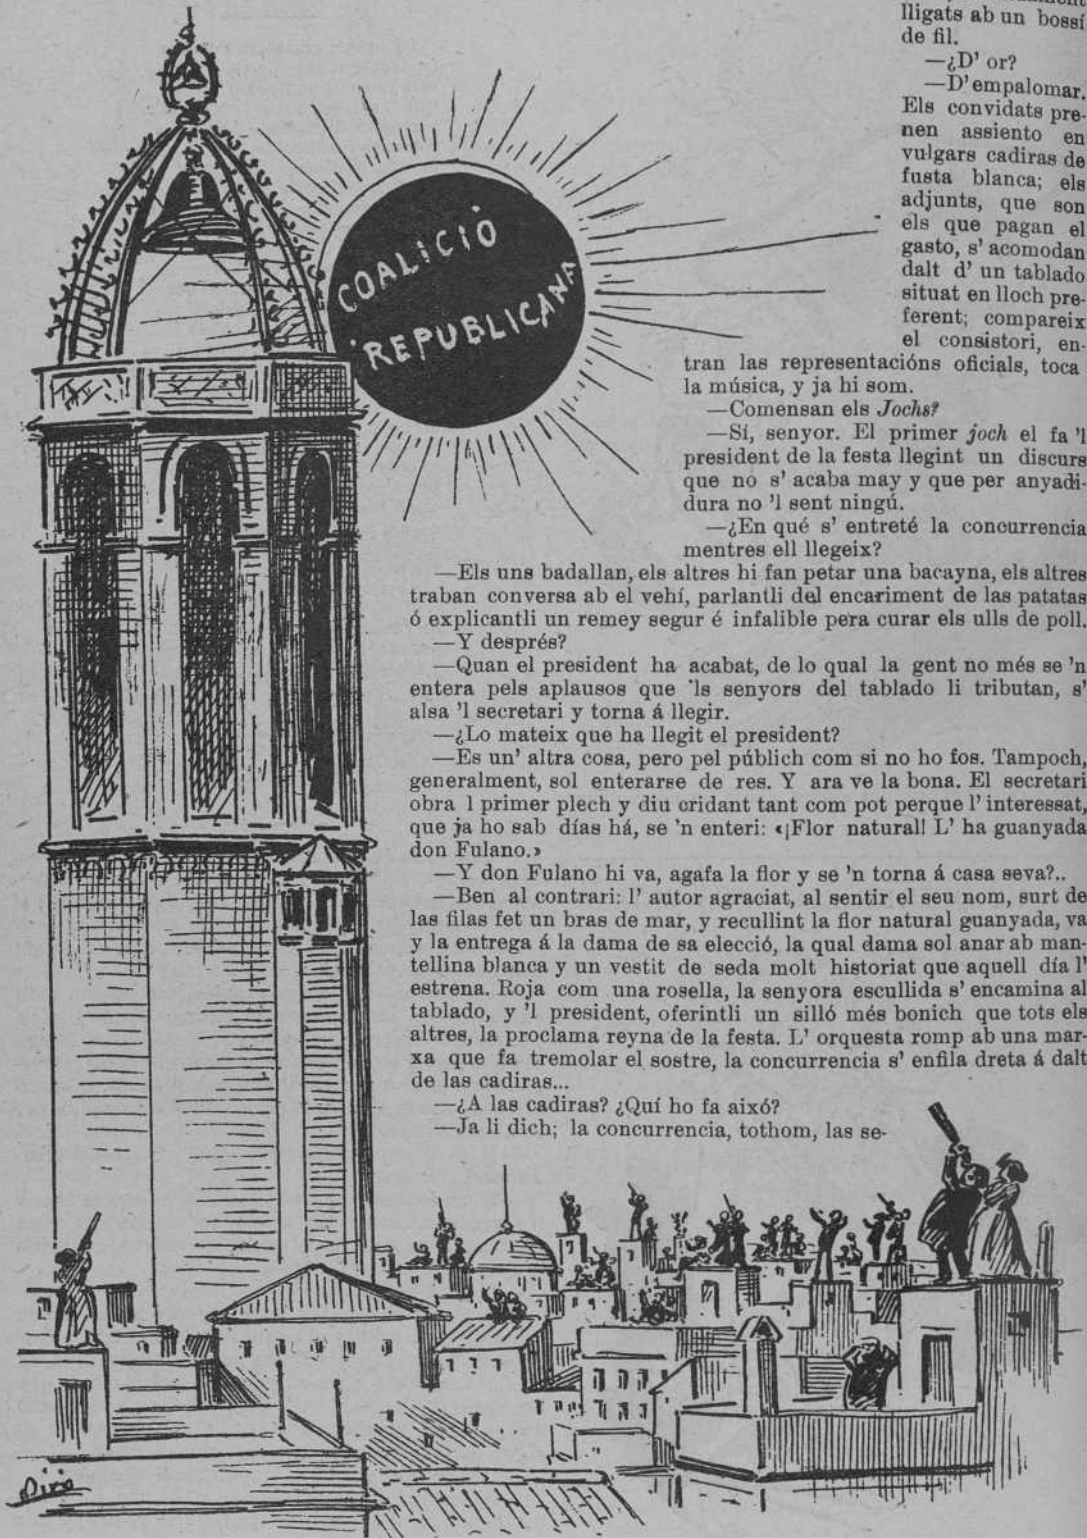 lligats ab un bossí
de fil.
—¿D' or?
—D'empalomar.
Els convidats pre-
nen assiento en
vulgars cadiras de
fusta blanca; els
adjunts, que son
els que pagan el
gasto, s' acomodan
dalt d' un tablado
situat en lloch pre-
ferent; compareix
el consistori, en-
tran las representacións oficials, toca
la música, y ja hi som.
—Comensan els Jochs?
—Sí, senyor. El primer joch el fa 'l
president de la festa llegint un discurs
que no s' acaba may y que per anyadi-
dura no 'l sent ningú.
—¿En qué s' entreté la concurrencia
mentres ell llegeix?
—Els uns badallan, els altres hi fan petar una bacayna, els altres
traban conversa ab el vehí, parlantli del encariment de las patatas
ó explicantli un remey segur é infalible pera curar els ulls de poll.
—Y després?
—Quan el president ha acabat, de lo qual la gent no més se 'n
entera pels aplausos que 'ls senyors del tablado li tributan, s'
alsa 'l secretari y torna á llegir.
—¿Lo mateix que ha llegit el president?
—Es un' altra cosa, pero pel públich com si no ho fos. Tampoch,
generalment, sol enterarse de res. Y ara ve la bona. El secretari
obra l primer plech y diu cridant tant com pot perque l' interessat,
que ja ho sab días há, se 'n enteri: «¡Flor natural! L' ha guanyada
don Fulano.»
—Y don Fulano hi va, agafa la flor y se 'n torna á casa seva?..
—Ben al contrari: l' autor agraciat, al sentir el seu nom, surt de
las filas fet un bras de mar, y recullint la flor natural guanyada, va
y la entrega á la dama de sa elecció, la qual dama sol anar ab man-
tellina blanca y un vestit de seda molt historiat que aquell día l'
estrena. Roja com una rosella, la senyora escullida s' encamina al
tablado, y 'l president, oferintli un silló més bonich que tots els
altres, la proclama reyna de la festa. L' orquesta romp ab una mar-
xa que fa tremolar el sostre, la concurrencia s' enfila dreta á dalt
de las cadiras...
—¿A las cadiras? ¿Quí ho fa aixó?
—Ja li dich; la concurrencia, tothom, las se-
COALICIÓ
REPUBLICANA